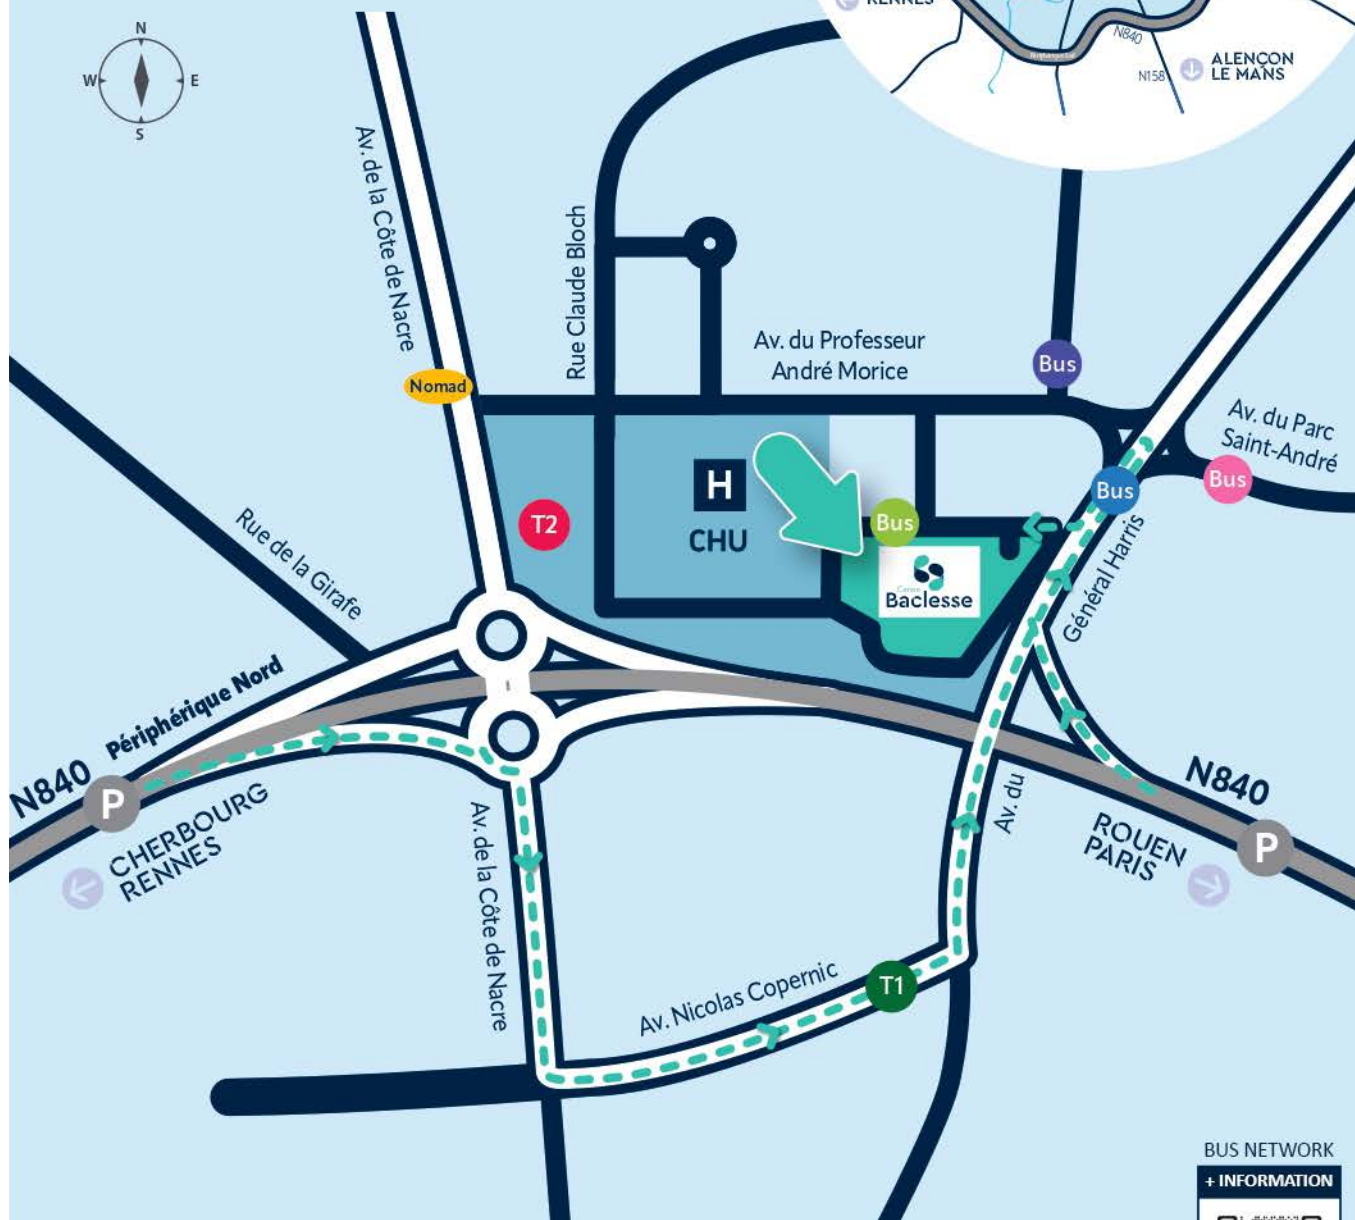 RENNES
N840
N158
ALENÇON
LE MANS
N
W
E
S
Av. de la Côte de Nacre
Rue Claude Bloch
Av. du Professeur
André Morice
Nomad
Bus
Av. du Parc
Saint-André
Bus
Bus
H
CHU
T2
Bus
Centre
Baclesse
Rue de la Girafe
Général Harris
Av. du
Périphérique Nord
N840
P
CHERBOURG
RENNES
N840
P
ROUEN
PARIS
Av. de la Côte de Nacre
Av. Nicolas Copernic
T1
BUS NETWORK
+ INFORMATION